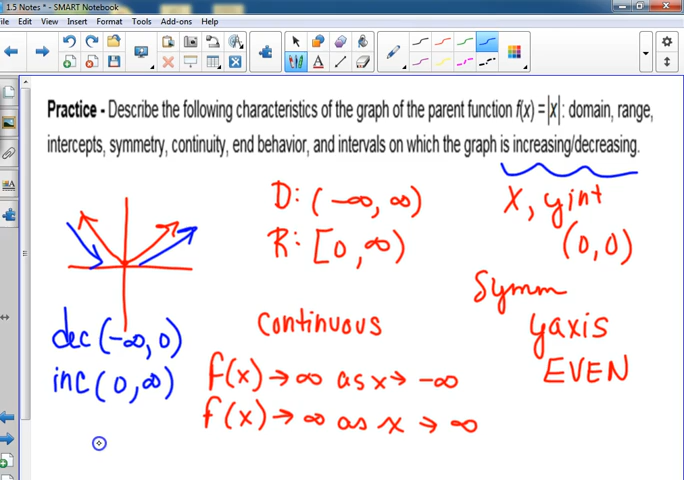 1.5 Notes * - SMART Notebook
File Edit View Insert Format Tools Add-ons Help
Practice - Describe the following characteristics of the graph of the parent function f(x) = |x| : domain, range,
intercepts, symmetry, continuity, end behavior, and intervals on which the graph is increasing/decreasing.
D: (-∞, ∞)
R: [0, ∞)
x, y int
(0,0)
Symm
y axis
EVEN
continuous
f(x) → ∞ as x → -∞
f(x) → ∞ as x → ∞
dec (-∞, 0)
inc (0, ∞)